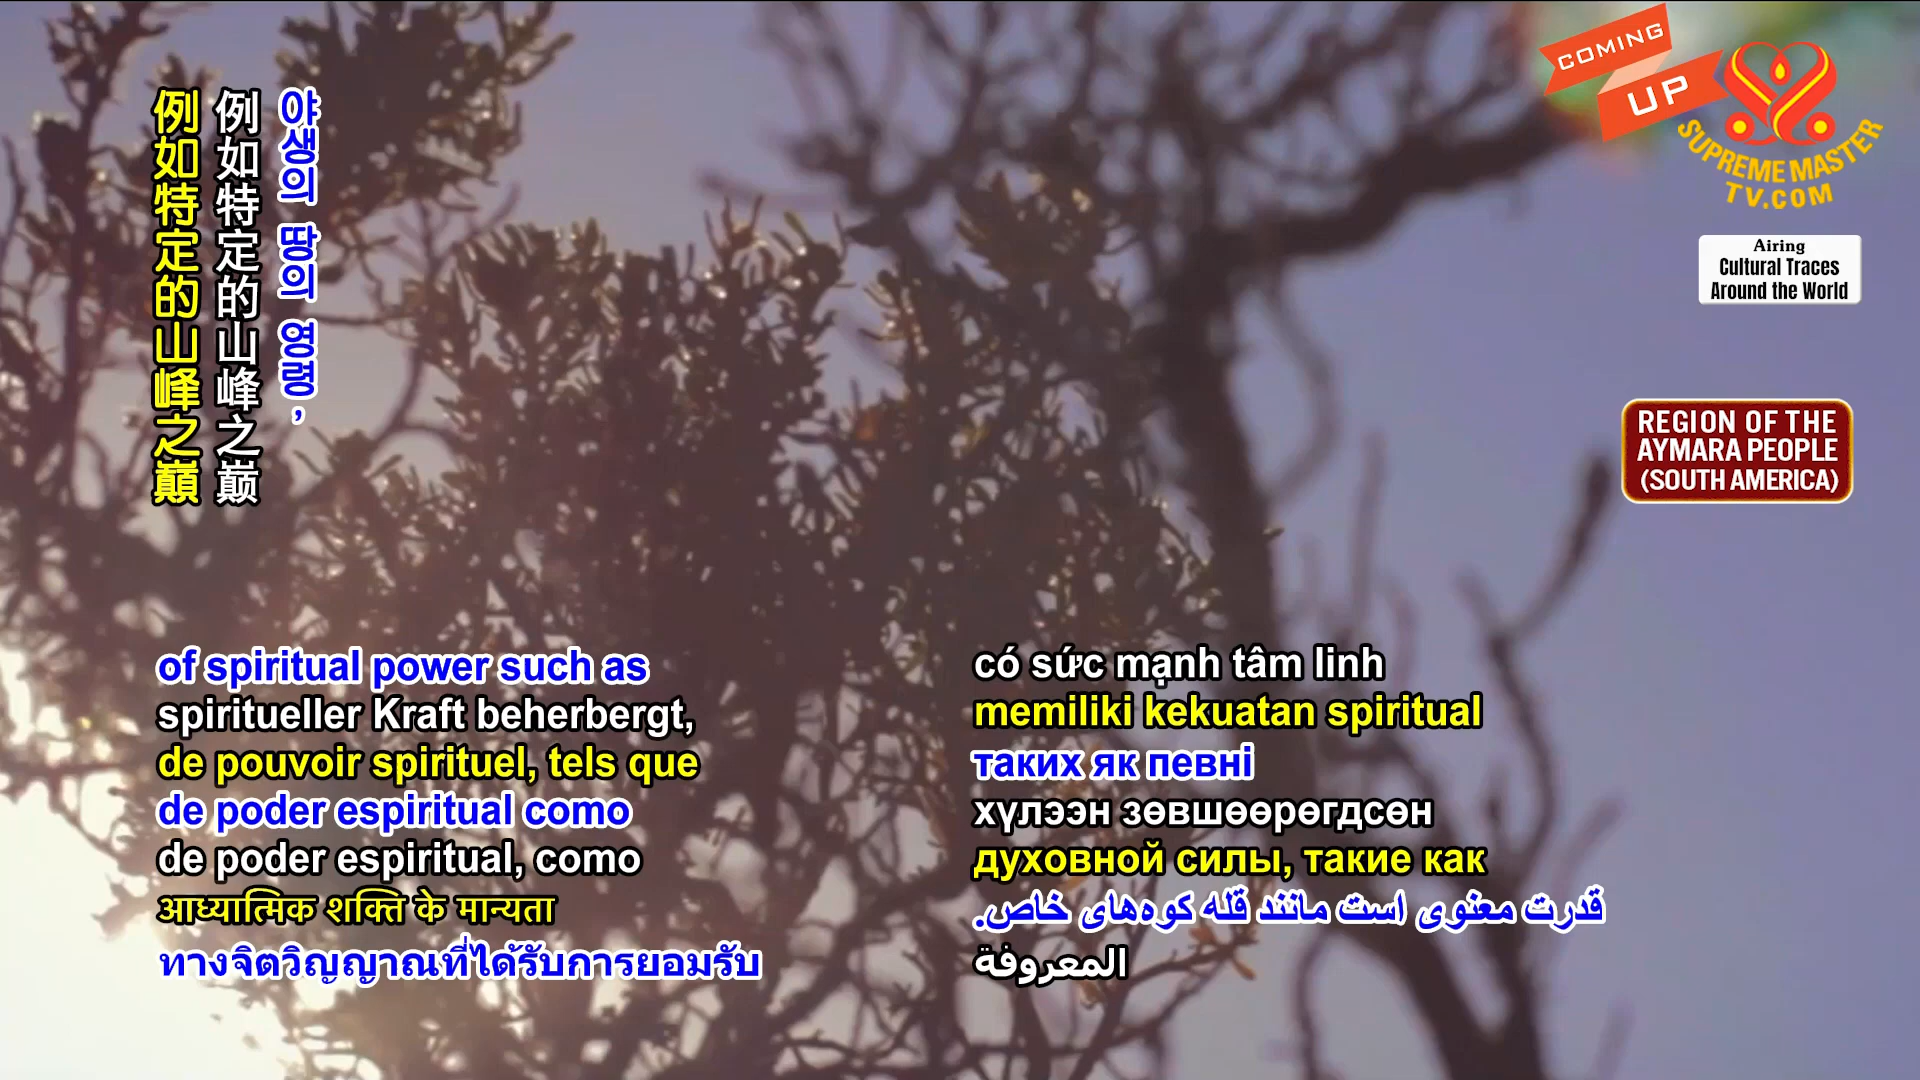 야생의 땅의 영령,
例如特定的山峰之巅
例如特定的山峰之巔
of spiritual power such as
spiritueller Kraft beherbergt,
de pouvoir spirituel, tels que
de poder espiritual como
de poder espiritual, como
आध्यात्मिक शक्ति के मान्यता
ทางจิตวิญญาณที่ได้รับการยอมรับ
có sức mạnh tâm linh
memiliki kekuatan spiritual
таких як певні
хүлээн зөвшөөрөгдсөн
духовной силы, такие как
قدرت معنوی است مانند قله کوه‌های خاص.
المعروفة
COMING
UP
SUPREME MASTER
TV.COM
Airing
Cultural Traces
Around the World
REGION OF THE
AYMARA PEOPLE
(SOUTH AMERICA)